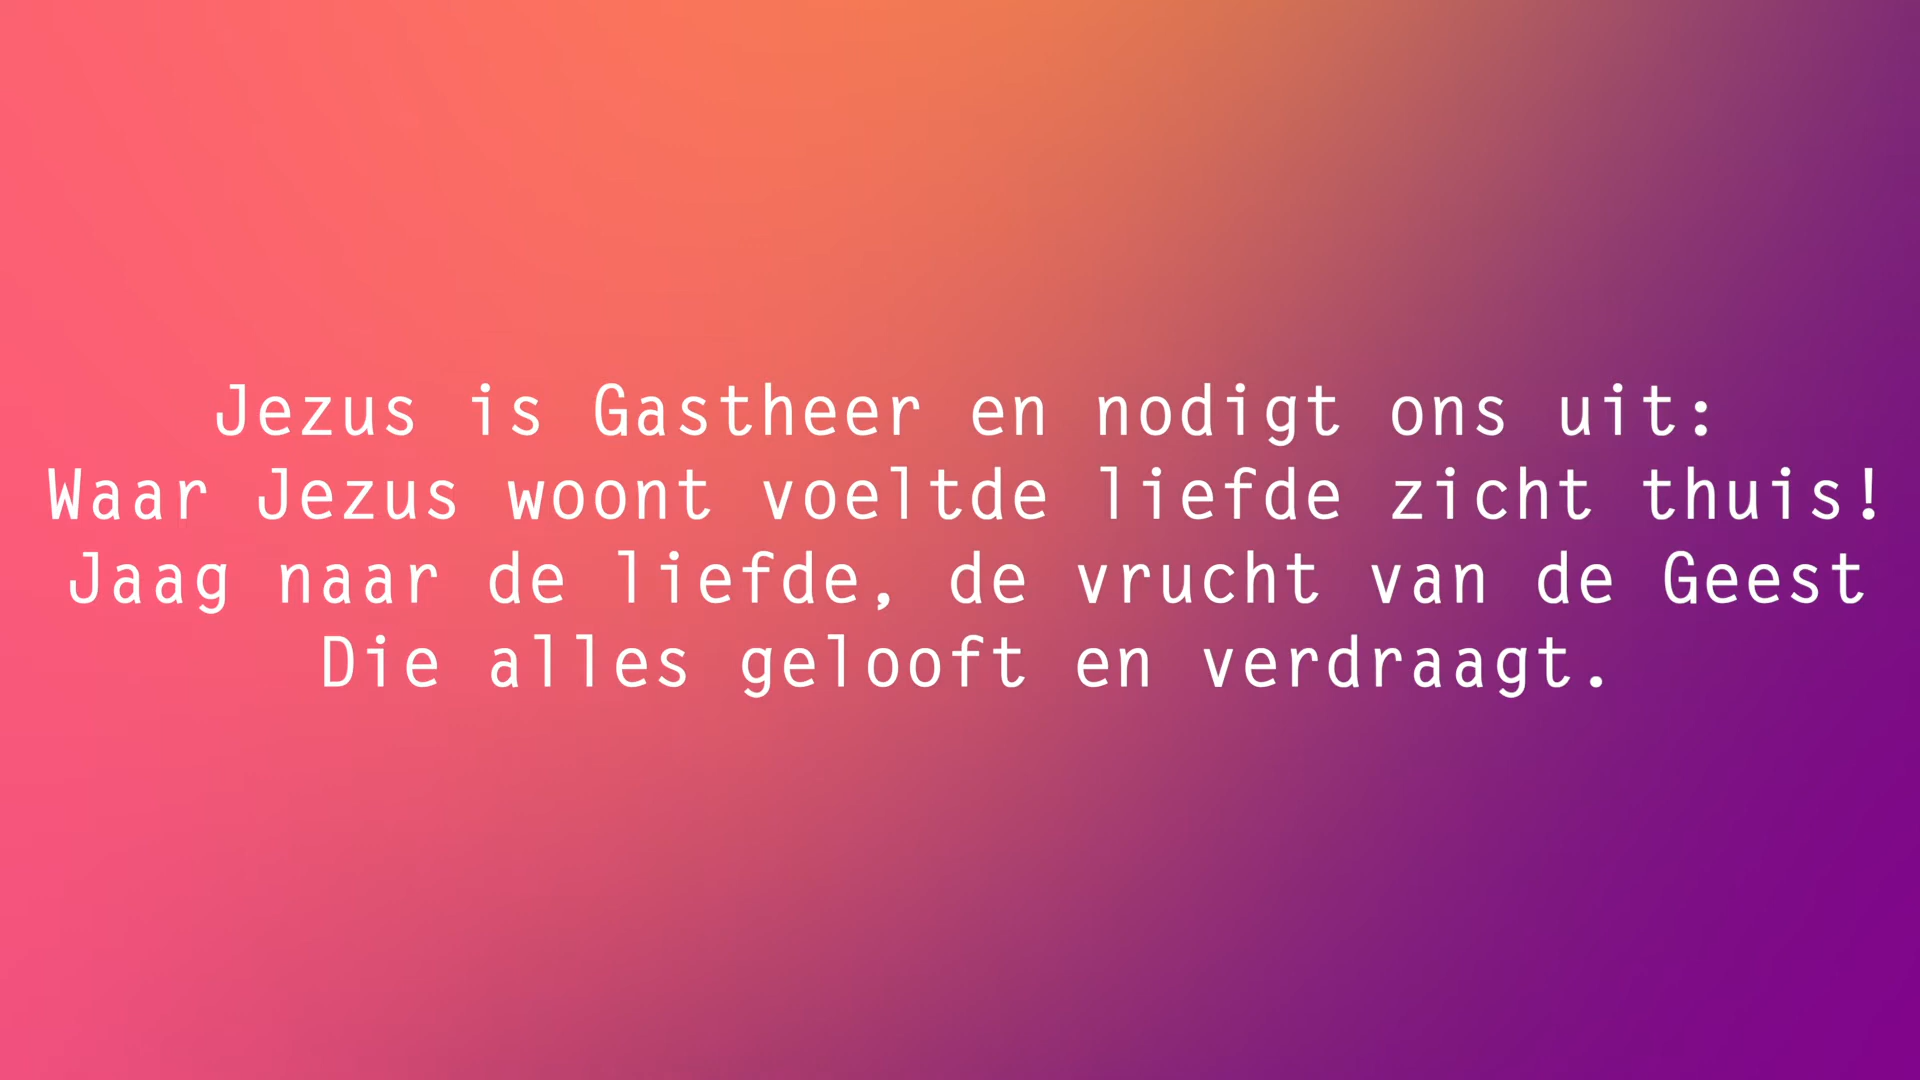 Jezus is Gastheer en nodigt ons uit:
Waar Jezus woont voeltde liefde zicht thuis!
Jaag naar de liefde, de vrucht van de Geest
Die alles gelooft en verdraagt.